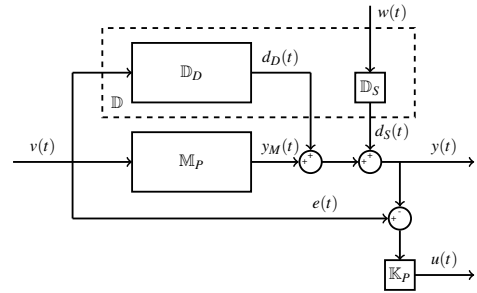 w(t)
d_D(t)
𝔻_D
𝔻_S
𝔻
d_S(t)
v(t)
y_M(t)
y(t)
𝕄_P
+
+
+
+
e(t)
+
-
u(t)
𝕂_P